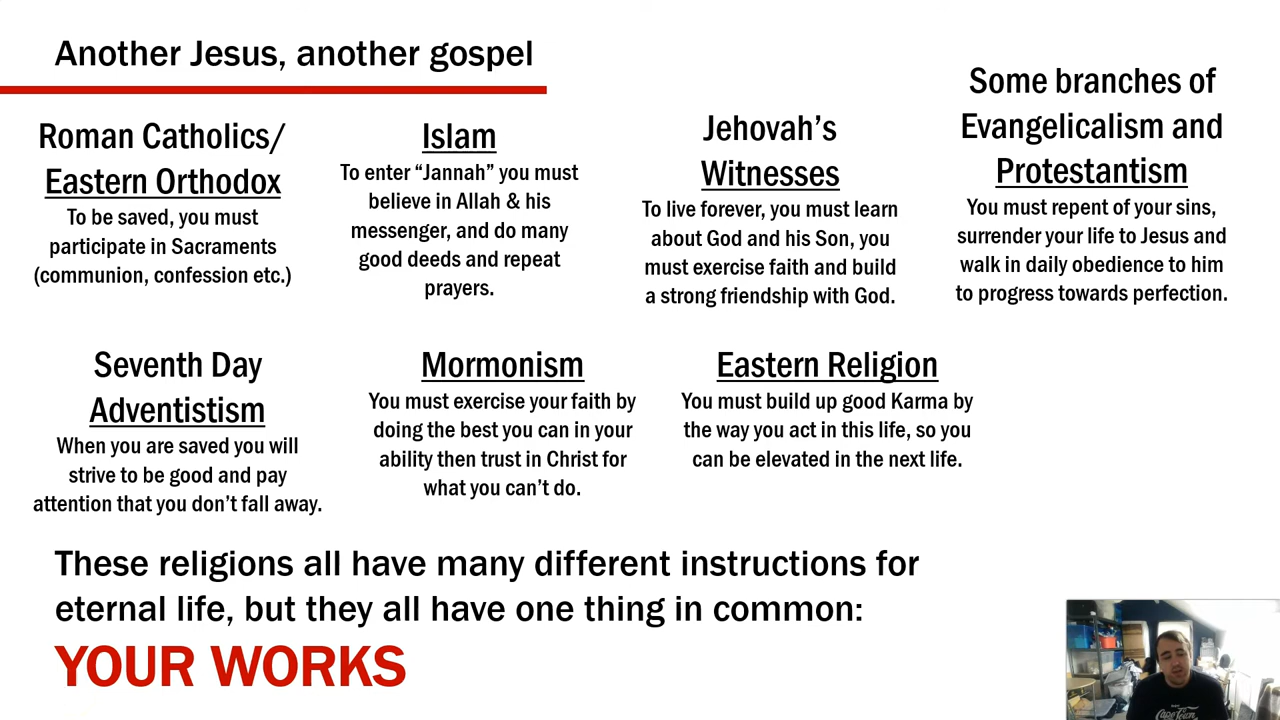 Another Jesus, another gospel
Roman Catholics/
Eastern Orthodox
To be saved, you must
participate in Sacraments
(communion, confession etc.)
Islam
To enter “Jannah” you must
believe in Allah & his
messenger, and do many
good deeds and repeat
prayers.
Jehovah’s
Witnesses
To live forever, you must learn
about God and his Son, you
must exercise faith and build
a strong friendship with God.
Some branches of
Evangelicalism and
Protestantism
You must repent of your sins,
surrender your life to Jesus and
walk in daily obedience to him
to progress towards perfection.
Seventh Day
Adventistism
When you are saved you will
strive to be good and pay
attention that you don’t fall away.
Mormonism
You must exercise your faith by
doing the best you can in your
ability then trust in Christ for
what you can’t do.
Eastern Religion
You must build up good Karma by
the way you act in this life, so you
can be elevated in the next life.
These religions all have many different instructions for
eternal life, but they all have one thing in common:
YOUR WORKS